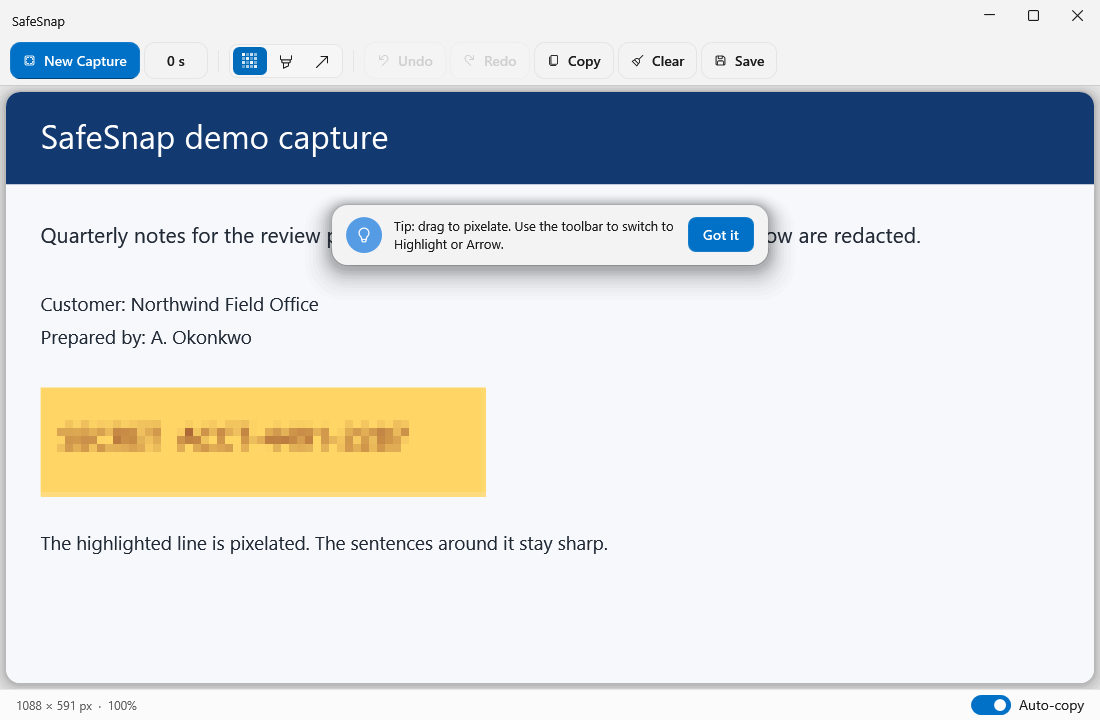 SafeSnap
New Capture
0 s
Undo
Redo
Copy
Clear
Save
SafeSnap demo capture
Quarterly notes for the review
ow are redacted.
Tip: drag to pixelate. Use the toolbar to switch to
Highlight or Arrow.
Got it
Customer: Northwind Field Office
Prepared by: A. Okonkwo
The highlighted line is pixelated. The sentences around it stay sharp.
1088 × 591 px · 100%
Auto-copy